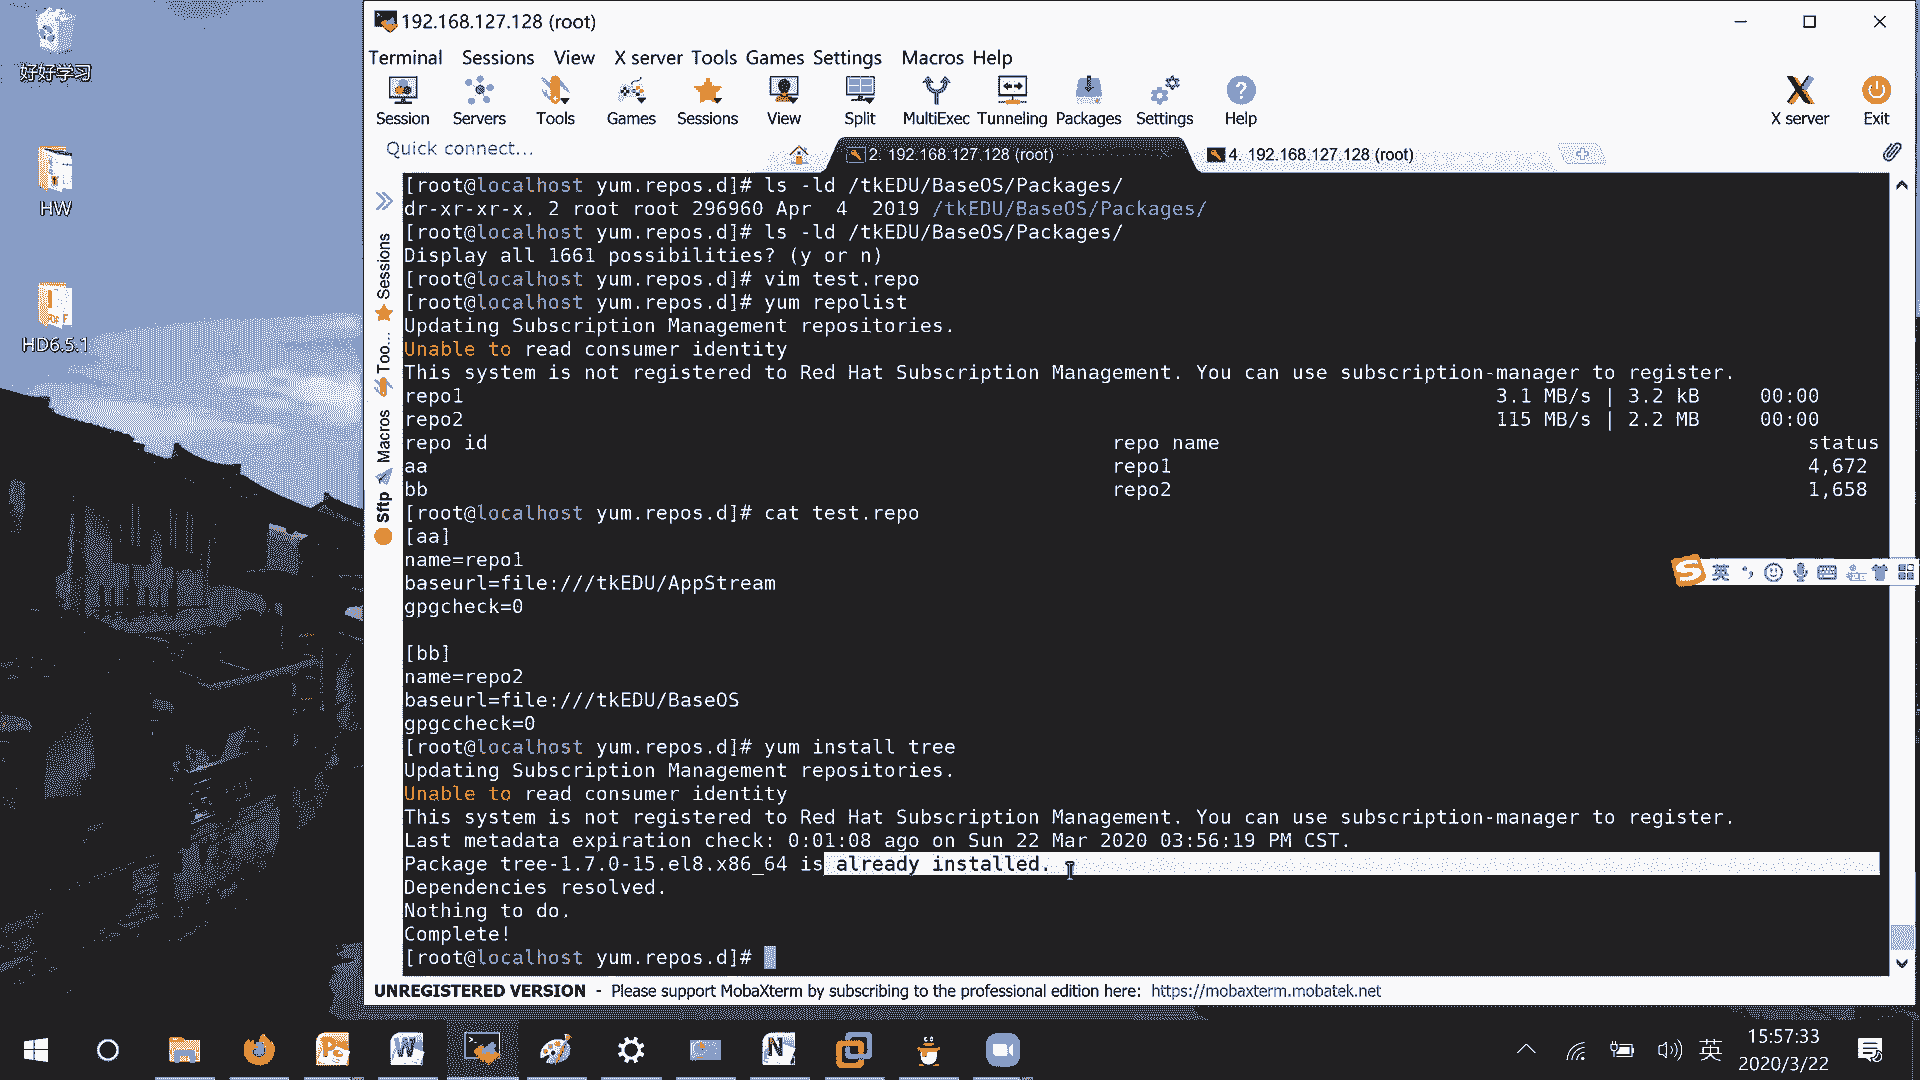 好好学习
HW
HD6.5.1
192.168.127.128 (root)
Terminal Sessions View X server Tools Games Settings Macros Help
Session Servers Tools Games Sessions View Split MultiExec Tunneling Packages Settings Help X server Exit
Quick connect...
2. 192.168.127.128 (root)
4. 192.168.127.128 (root)
Sessions
Too...
Macros
Sftp
[root@localhost yum.repos.d]# ls -ld /tkEDU/BaseOS/Packages/
dr-xr-xr-x. 2 root root 296960 Apr  4  2019 /tkEDU/BaseOS/Packages/
[root@localhost yum.repos.d]# ls -ld /tkEDU/BaseOS/Packages/
Display all 1661 possibilities? (y or n)
[root@localhost yum.repos.d]# vim test.repo
[root@localhost yum.repos.d]# yum repolist
Updating Subscription Management repositories.
Unable to read consumer identity
This system is not registered to Red Hat Subscription Management. You can use subscription-manager to register.
repo1 3.1 MB/s | 3.2 kB 00:00
repo2 115 MB/s | 2.2 MB 00:00
repo id repo name status
aa repo1 4,672
bb repo2 1,658
[root@localhost yum.repos.d]# cat test.repo
[aa]
name=repo1
baseurl=file:///tkEDU/AppStream
gpgcheck=0
[bb]
name=repo2
baseurl=file:///tkEDU/BaseOS
gpgccheck=0
[root@localhost yum.repos.d]# yum install tree
Updating Subscription Management repositories.
Unable to read consumer identity
This system is not registered to Red Hat Subscription Management. You can use subscription-manager to register.
Last metadata expiration check: 0:01:08 ago on Sun 22 Mar 2020 03:56:19 PM CST.
Package tree-1.7.0-15.el8.x86_64 is already installed.
Dependencies resolved.
Nothing to do.
Complete!
[root@localhost yum.repos.d]#
英
UNREGISTERED VERSION - Please support MobaXterm by subscribing to the professional edition here: https://mobaxterm.mobatek.net
英
15:57:33
2020/3/22